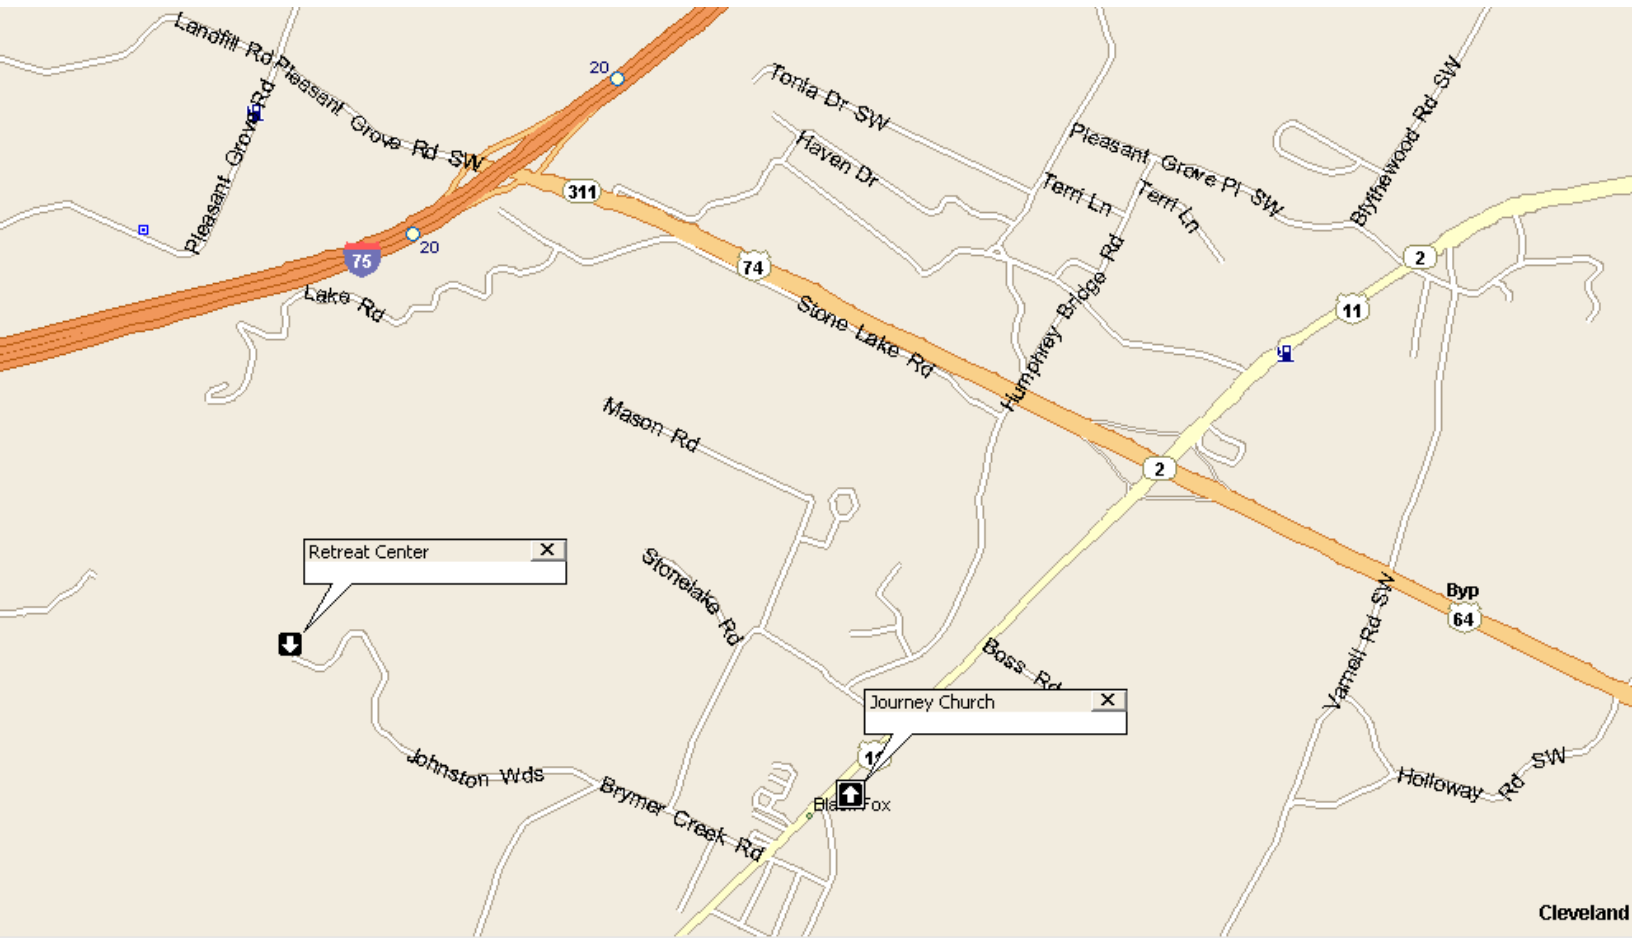 Landfill Rd
Pleasant Grove Rd SW
Pleasant Grove Rd
20
20
75
311
74
Lake Rd
Tonia Dr SW
Haven Dr
Pleasant Grove Pl SW
Terri Ln
Terri Ln
Blythewood Rd SW
2
11
Humphrey Bridge Rd
Stone Lake Rd
Mason Rd
2
Retreat Center
Stonelake Rd
Byp
64
Varnell Rd SW
Boss Rd
Journey Church
Johnston Wds
Brymer Creek Rd
Holloway Rd SW
Cleveland